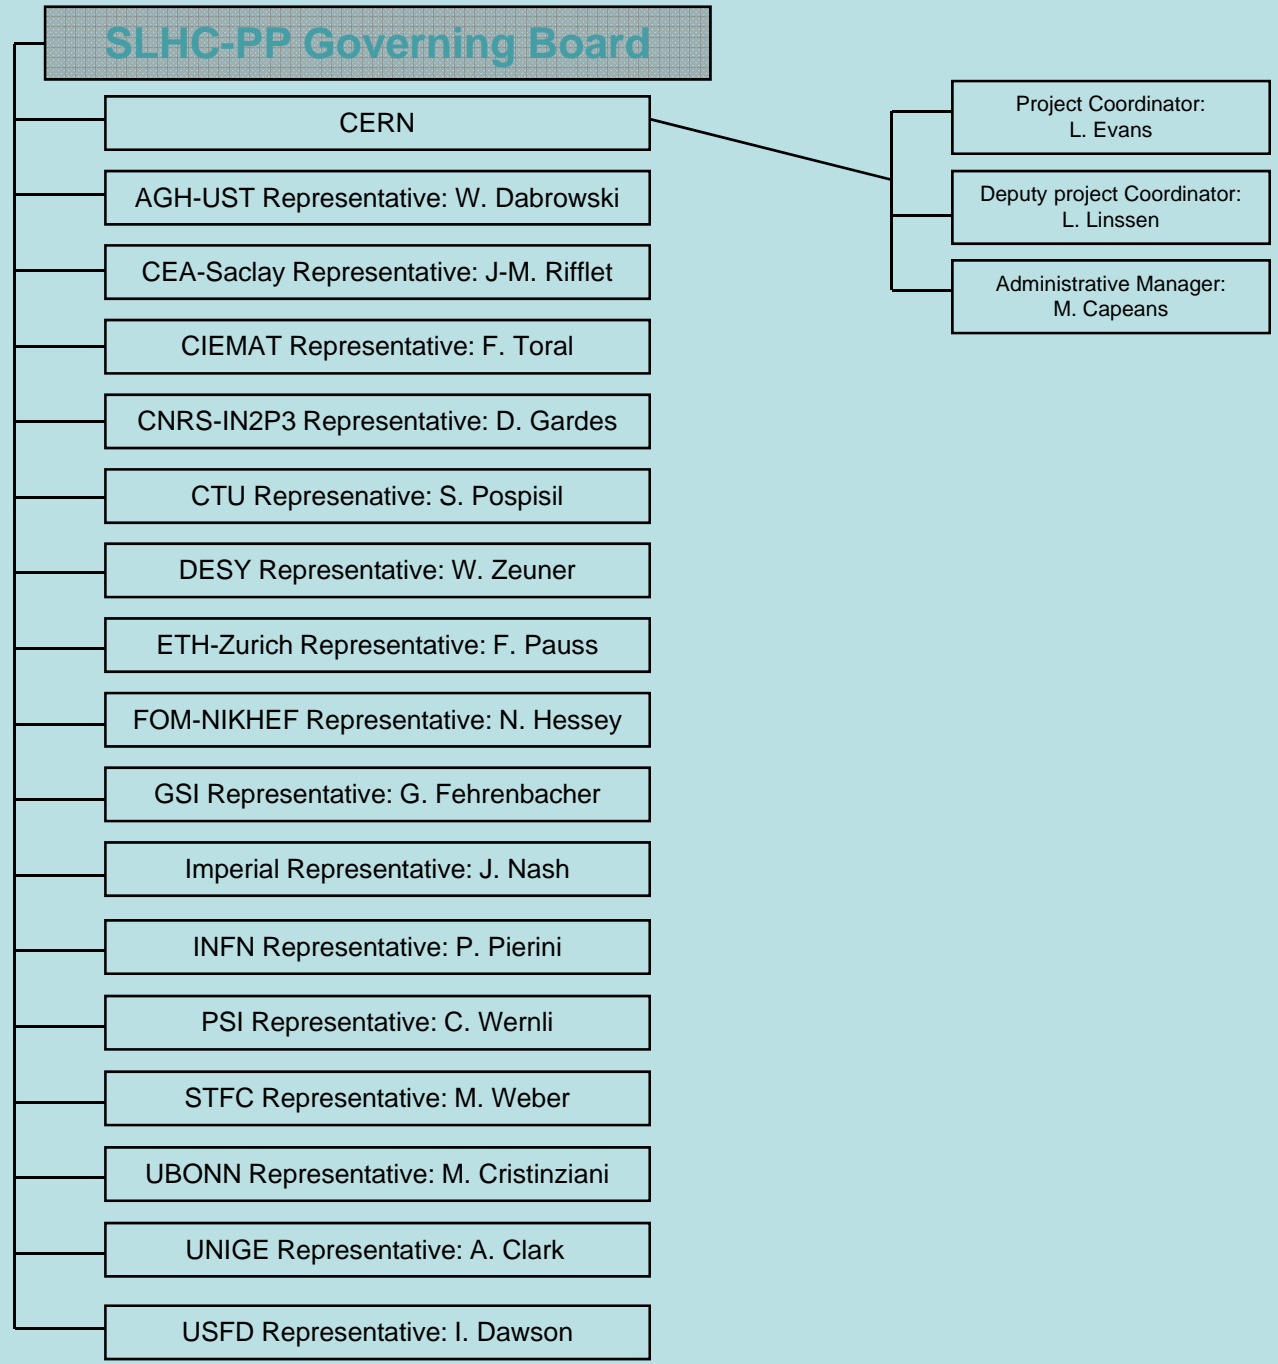 SLHC-PP Governing Board
CERN
Project Coordinator:
L. Evans
Deputy project Coordinator:
L. Linssen
Administrative Manager:
M. Capeans
AGH-UST Representative: W. Dabrowski
CEA-Saclay Representative: J-M. Rifflet
CIEMAT Representative: F. Toral
CNRS-IN2P3 Representative: D. Gardes
CTU Represenative: S. Pospisil
DESY Representative: W. Zeuner
ETH-Zurich Representative: F. Pauss
FOM-NIKHEF Representative: N. Hessey
GSI Representative: G. Fehrenbacher
Imperial Representative: J. Nash
INFN Representative: P. Pierini
PSI Representative: C. Wernli
STFC Representative: M. Weber
UBONN Representative: M. Cristinziani
UNIGE Representative: A. Clark
USFD Representative: I. Dawson